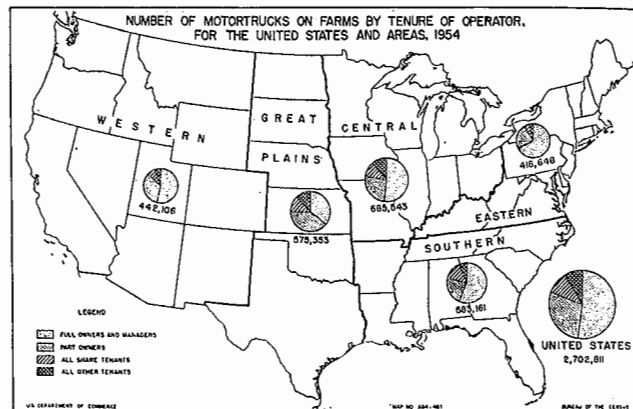 NUMBER OF MOTORTRUCKS ON FARMS BY TENURE OF OPERATOR,
FOR THE UNITED STATES AND AREAS, 1954
WESTERN
GREAT
PLAINS
CENTRAL
EASTERN
SOUTHERN
416,648
442,106
685,543
575,353
583,161
UNITED STATES
2,702,811
LEGEND
FULL OWNERS AND MANAGERS
PART OWNERS
ALL SHARE TENANTS
ALL OTHER TENANTS
U.S. DEPARTMENT OF COMMERCE
MAP NO.
BUREAU OF THE CENSUS